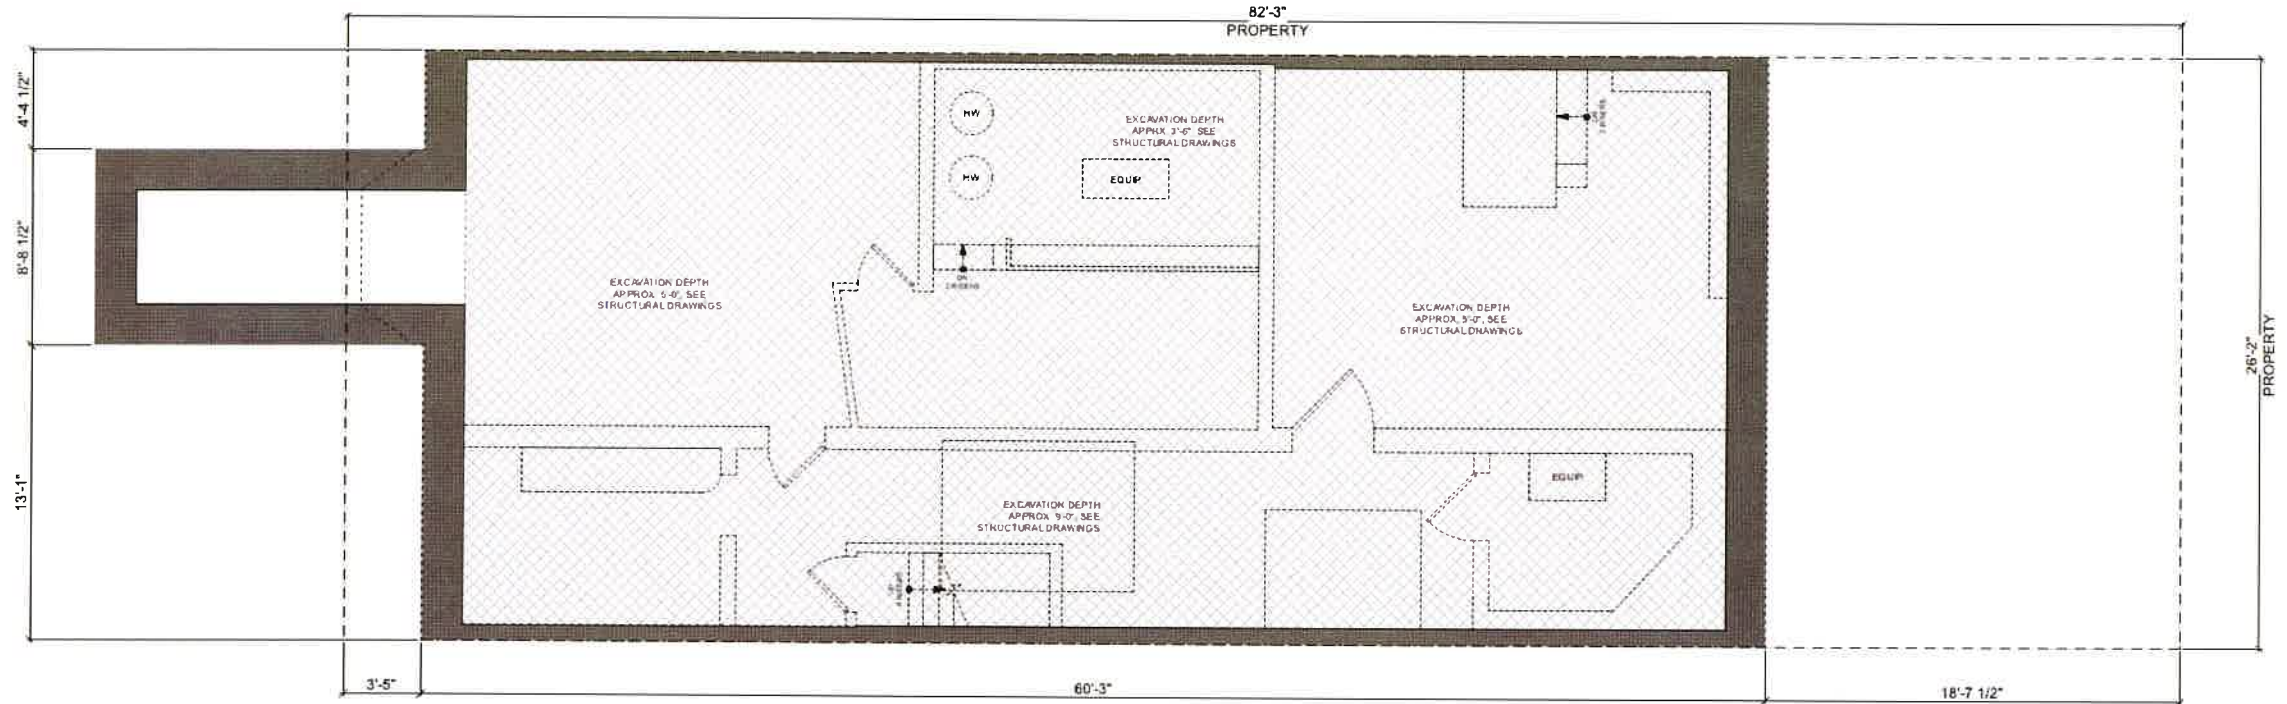 82'-3"
PROPERTY
4'-4 1/2"
8'-8 1/2"
13'-1"
HW
HW
EXCAVATION DEPTH
APPRX. 3'-6" SEE
STRUCTURAL DRAWINGS
EQUIP
EXCAVATION DEPTH
APPROX. SEE
STRUCTURAL DRAWINGS
EXCAVATION DEPTH
APPROX. 5'-0", SEE
STRUCTURAL DRAWINGS
EXCAVATION DEPTH
APPROX. 9'-0", SEE
STRUCTURAL DRAWINGS
EQUIP
26'-2"
PROPERTY
3'-5"
60'-3"
18'-7 1/2"